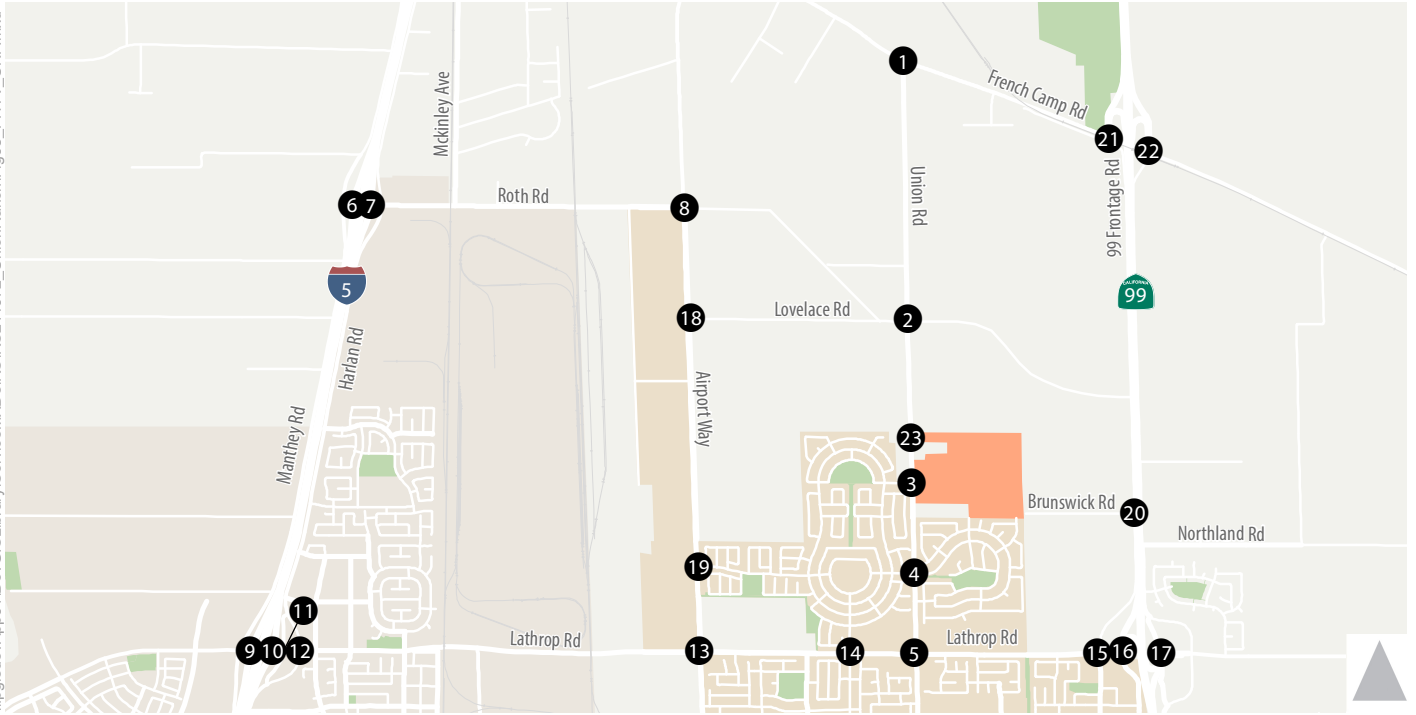 1
French Camp Rd
21
22
Mckinley Ave
Union Rd
99 Frontage Rd
6 7
Roth Rd
8
5
CALIFORNIA
99
18
Lovelace Rd
2
Harlan Rd
Airport Way
Manthey Rd
23
3
Brunswick Rd
20
Northland Rd
19
4
11
9 10 12
Lathrop Rd
13
14
5
Lathrop Rd
15 16 17